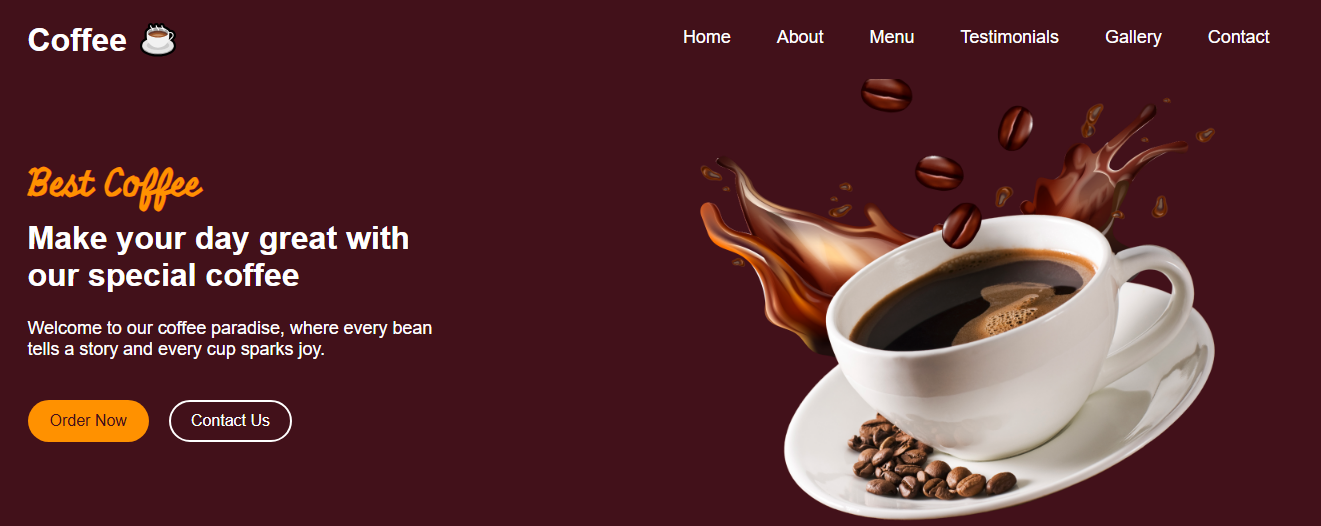 Coffee
Home About Menu Testimonials Gallery Contact
Best Coffee
Make your day great with
our special coffee
Welcome to our coffee paradise, where every bean
tells a story and every cup sparks joy.
Order Now Contact Us